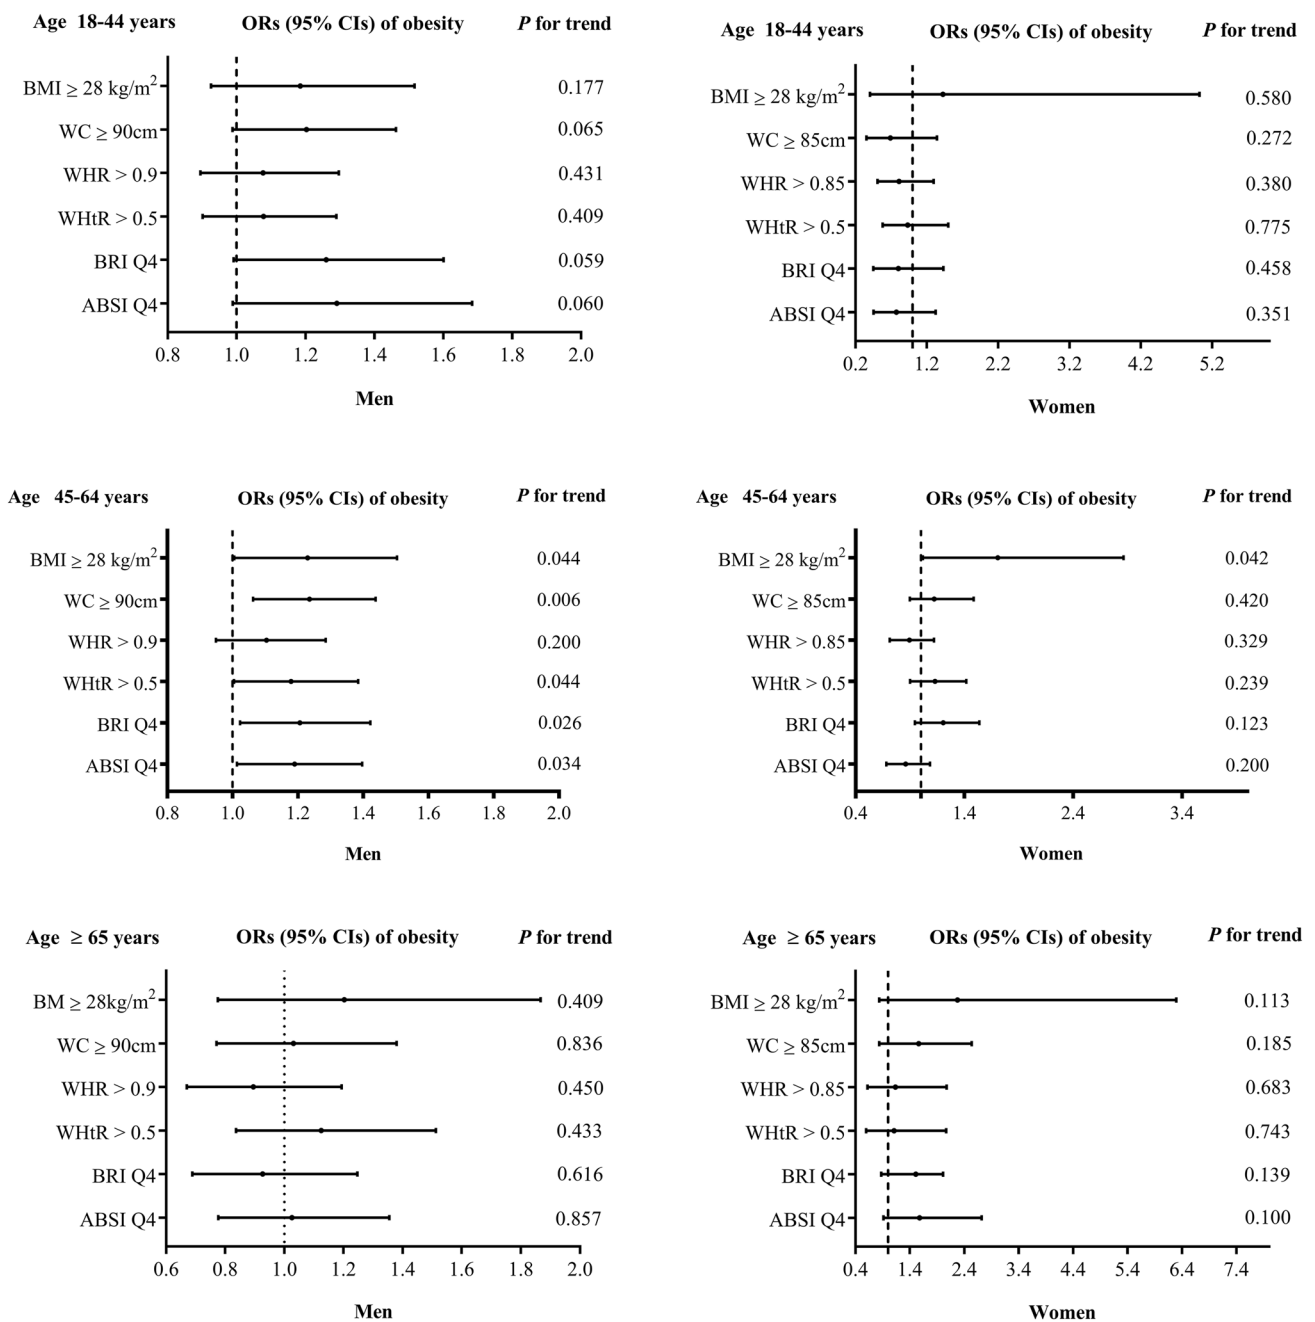 Age 18-44 years ORs (95% CIs) of obesity P for trend
BMI ≥ 28 kg/m² 0.177
WC ≥ 90cm 0.065
WHR > 0.9 0.431
WHtR > 0.5 0.409
BRI Q4 0.059
ABSI Q4 0.060
0.8 1.0 1.2 1.4 1.6 1.8 2.0
Men
Age 18-44 years ORs (95% CIs) of obesity P for trend
BMI ≥ 28 kg/m² 0.580
WC ≥ 85cm 0.272
WHR > 0.85 0.380
WHtR > 0.5 0.775
BRI Q4 0.458
ABSI Q4 0.351
0.2 1.2 2.2 3.2 4.2 5.2
Women
Age 45-64 years ORs (95% CIs) of obesity P for trend
BMI ≥ 28 kg/m² 0.044
WC ≥ 90cm 0.006
WHR > 0.9 0.200
WHtR > 0.5 0.044
BRI Q4 0.026
ABSI Q4 0.034
0.8 1.0 1.2 1.4 1.6 1.8 2.0
Men
Age 45-64 years ORs (95% CIs) of obesity P for trend
BMI ≥ 28 kg/m² 0.042
WC ≥ 85cm 0.420
WHR > 0.85 0.329
WHtR > 0.5 0.239
BRI Q4 0.123
ABSI Q4 0.200
0.4 1.4 2.4 3.4
Women
Age ≥ 65 years ORs (95% CIs) of obesity P for trend
BM ≥ 28kg/m² 0.409
WC ≥ 90cm 0.836
WHR > 0.9 0.450
WHtR > 0.5 0.433
BRI Q4 0.616
ABSI Q4 0.857
0.6 0.8 1.0 1.2 1.4 1.6 1.8 2.0
Men
Age ≥ 65 years ORs (95% CIs) of obesity P for trend
BMI ≥ 28 kg/m² 0.113
WC ≥ 85cm 0.185
WHR > 0.85 0.683
WHtR > 0.5 0.743
BRI Q4 0.139
ABSI Q4 0.100
0.4 1.4 2.4 3.4 4.4 5.4 6.4 7.4
Women